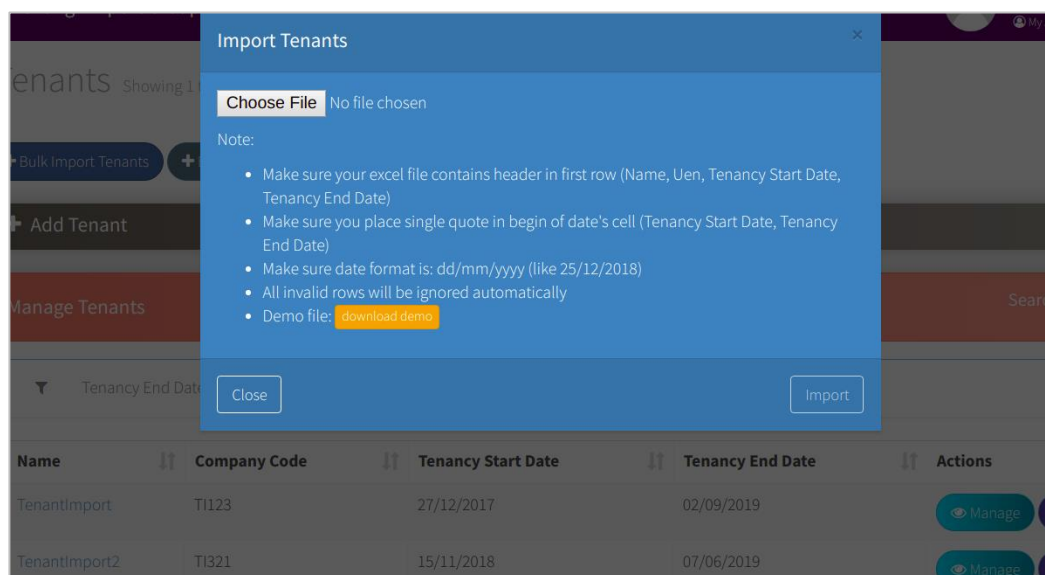 Import Tenants
×
My
enants Showing 1
Choose File No file chosen
Note:
Bulk Import Tenants
• Make sure your excel file contains header in first row (Name, Uen, Tenancy Start Date,
Tenancy End Date)
• Make sure you place single quote in begin of date's cell (Tenancy Start Date, Tenancy
End Date)
Add Tenant
• Make sure date format is: dd/mm/yyyy (like 25/12/2018)
• All invalid rows will be ignored automatically
• Demo file: download demo
Manage Tenants
Sear
Tenancy End Date
Close
Import
Name Company Code Tenancy Start Date Tenancy End Date Actions
TenantImport TI123 27/12/2017 02/09/2019 Manage
TenantImport2 TI321 15/11/2018 07/06/2019 Manage